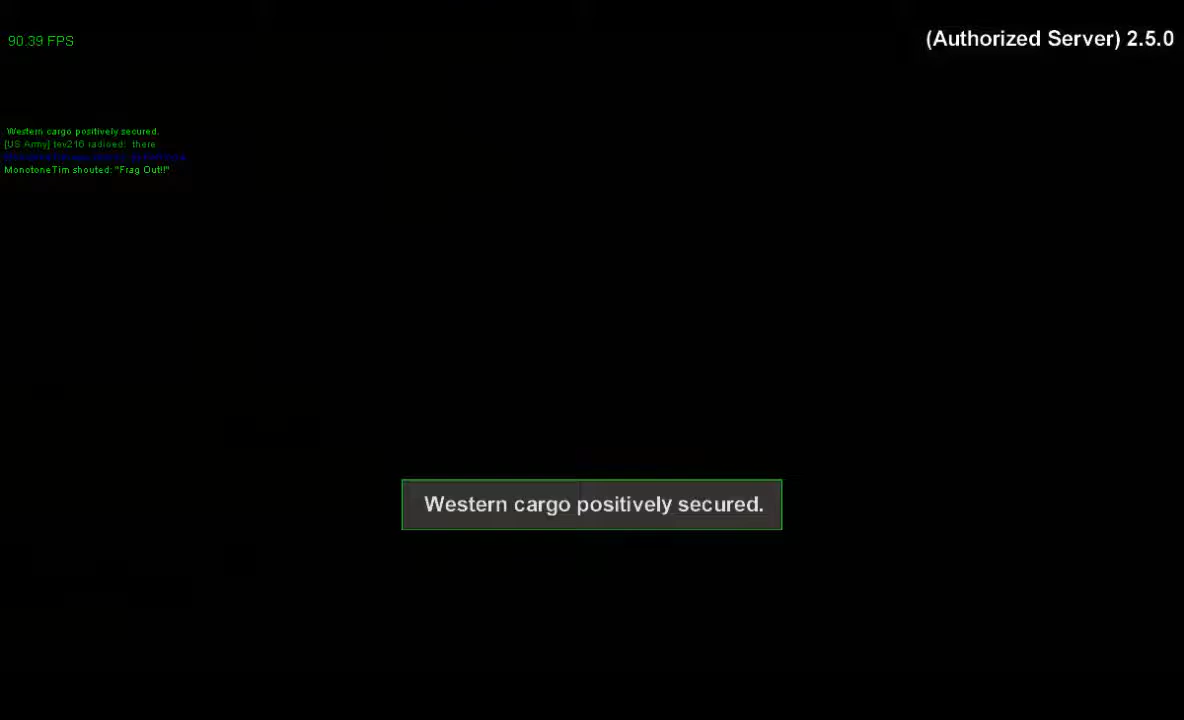 90.39 FPS
(Authorized Server) 2.5.0
Western cargo positively secured.
[US Army] tev216 radioed: there
MonotoneTim shouted: "Frag Out!!"
Western cargo positively secured.